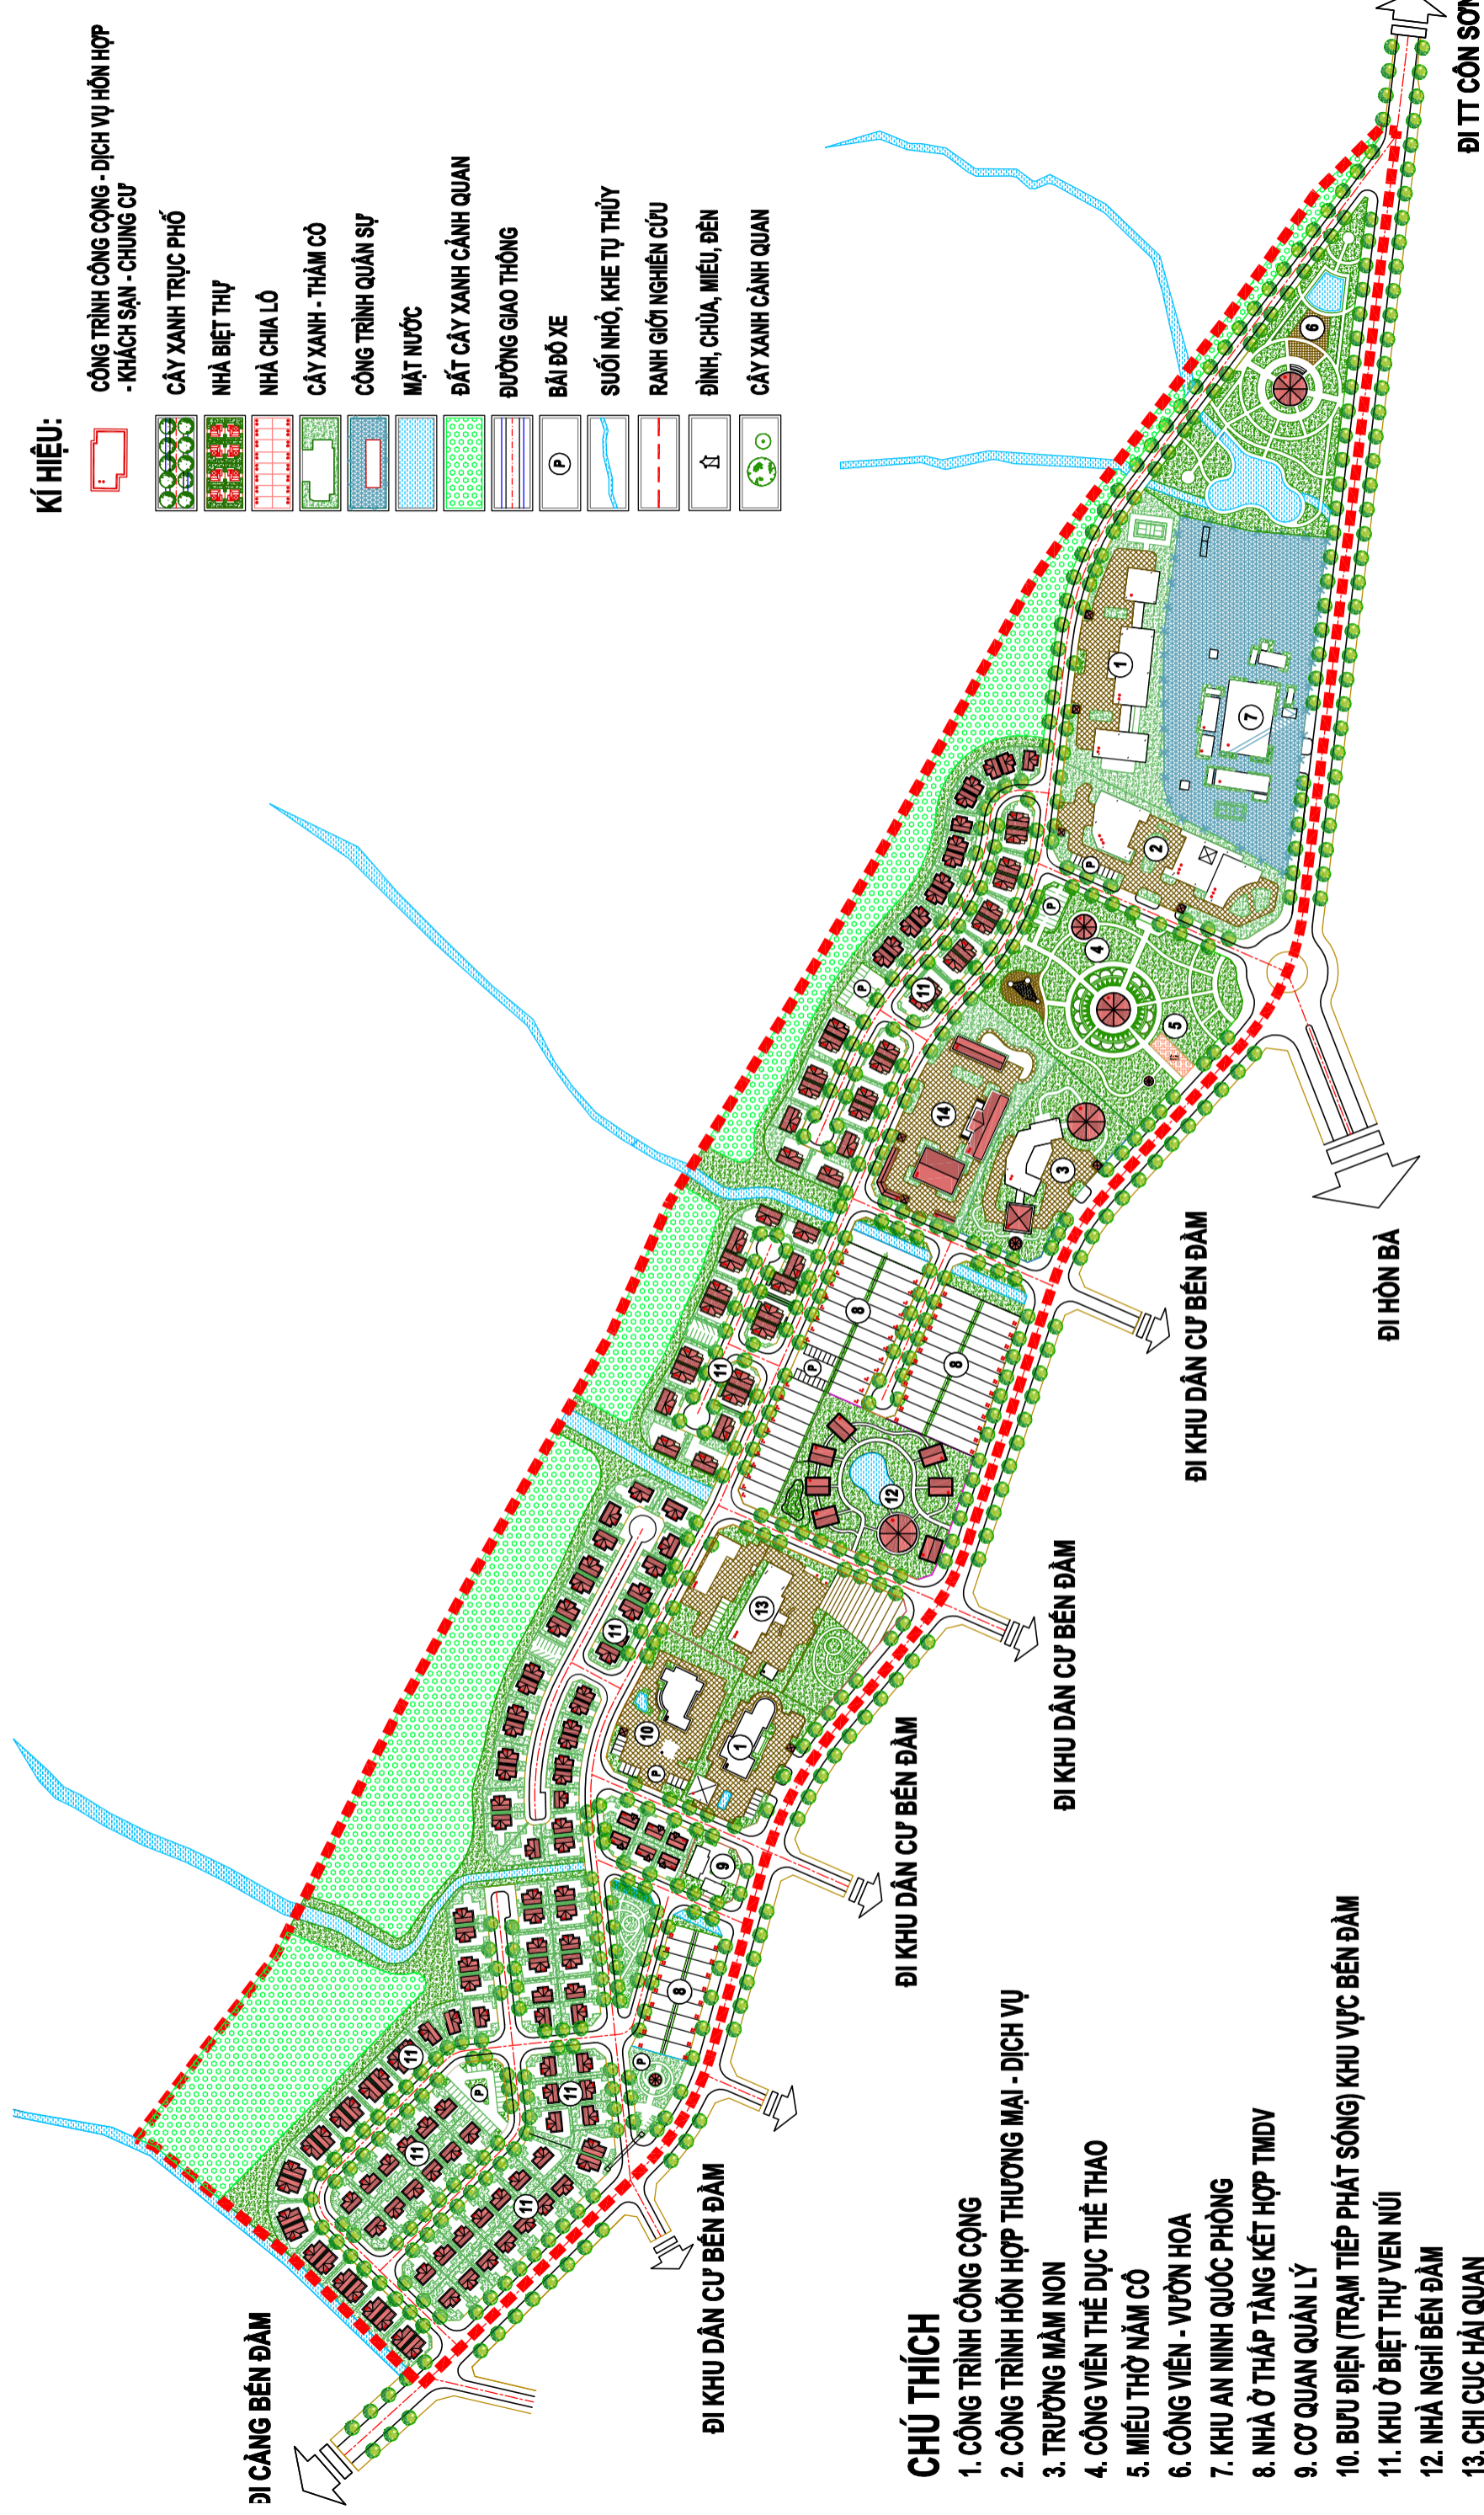 KÍ HIỆU:
CÔNG TRÌNH CÔNG CỘNG - DỊCH VỤ HỖN HỢP
- KHÁCH SẠN - CHUNG CƯ
CÂY XANH TRỤC PHỐ
NHÀ BIỆT THỰ
NHÀ CHIA LÔ
CÂY XANH - THẢM CỎ
CÔNG TRÌNH QUÂN SỰ
MẶT NƯỚC
ĐẤT CÂY XANH CẢNH QUAN
ĐƯỜNG GIAO THÔNG
P
BÃI ĐỖ XE
SUỐI NHỎ, KHE TỤ THỦY
RANH GIỚI NGHIÊN CỨU
ĐÌNH, CHÙA, MIẾU, ĐỀN
CÂY XANH CẢNH QUAN
ĐI CẢNG BẾN ĐẦM
ĐI KHU DÂN CƯ BẾN ĐẦM
ĐI KHU DÂN CƯ BẾN ĐẦM
ĐI KHU DÂN CƯ BẾN ĐẦM
ĐI KHU DÂN CƯ BẾN ĐẦM
ĐI HÒN BÀ
ĐI TT CÔN SƠN
11
11
11
11
P
P
8
9
10
P
1
11
13
12
11
P
8
8
3
14
11
P
5
4
P
P
2
1
7
6
CHÚ THÍCH
1. CÔNG TRÌNH CÔNG CỘNG
2. CÔNG TRÌNH HỖN HỢP THƯƠNG MẠI - DỊCH VỤ
3. TRƯỜNG MẦM NON
4. CÔNG VIÊN THỂ DỤC THỂ THAO
5. MIẾU THỜ NĂM CÔ
6. CÔNG VIÊN - VƯỜN HOA
7. KHU AN NINH QUỐC PHÒNG
8. NHÀ Ở THẤP TẦNG KẾT HỢP TMDV
9. CƠ QUAN QUẢN LÝ
10. BƯU ĐIỆN (TRẠM TIẾP PHÁT SÓNG) KHU VỰC BẾN ĐẦM
11. KHU Ở BIỆT THỰ VEN NÚI
12. NHÀ NGHỈ BẾN ĐẦM
13. CHI CỤC HẢI QUAN